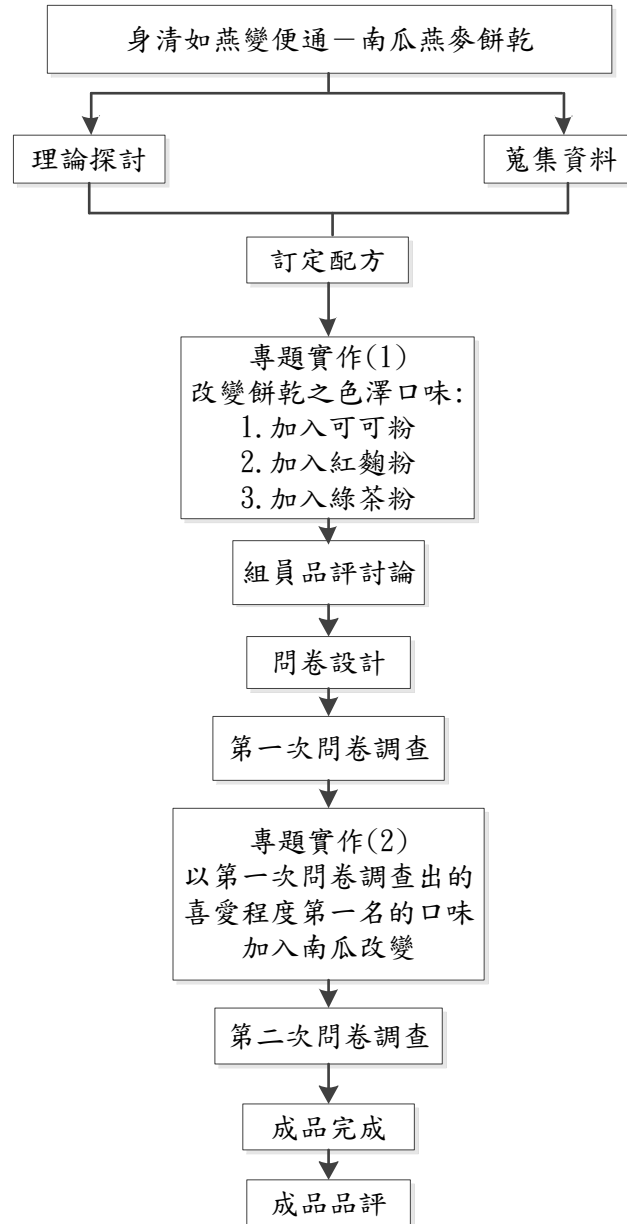 身清如燕變便通－南瓜燕麥餅乾
理論探討
蒐集資料
訂定配方
專題實作(1)
改變餅乾之色澤口味:
1.加入可可粉
2.加入紅麴粉
3.加入綠茶粉
組員品評討論
問卷設計
第一次問卷調查
專題實作(2)
以第一次問卷調查出的
喜愛程度第一名的口味
加入南瓜改變
第二次問卷調查
成品完成
成品品評